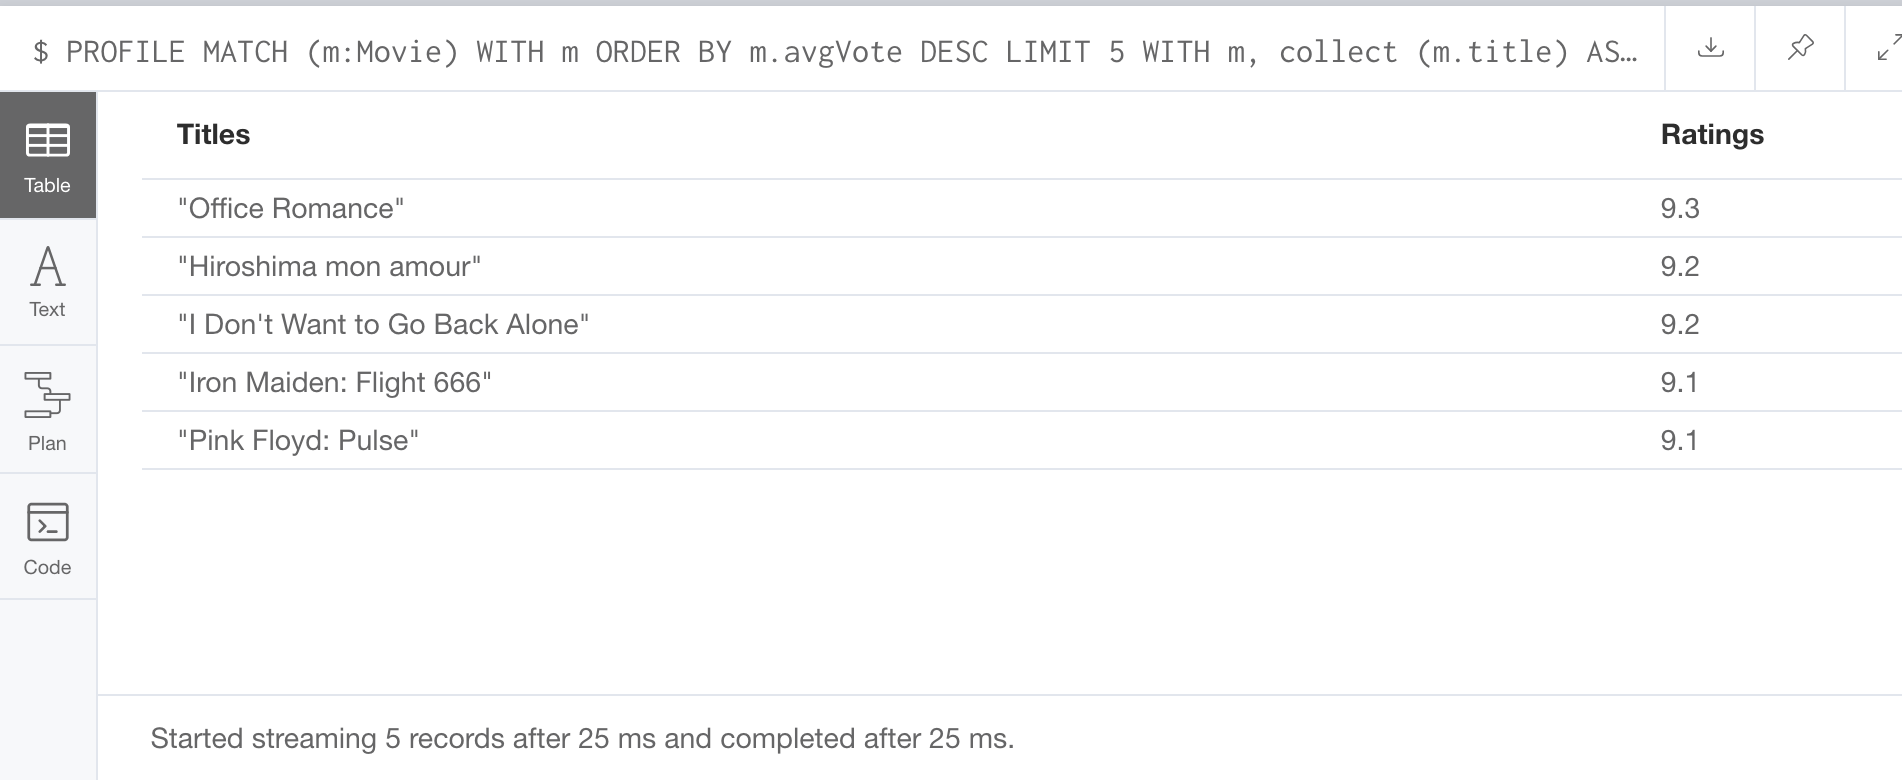 $ PROFILE MATCH (m:Movie) WITH m ORDER BY m.avgVote DESC LIMIT 5 WITH m, collect (m.title) AS…
Table
Text
Plan
Code
Titles Ratings
"Office Romance" 9.3
"Hiroshima mon amour" 9.2
"I Don't Want to Go Back Alone" 9.2
"Iron Maiden: Flight 666" 9.1
"Pink Floyd: Pulse" 9.1
Started streaming 5 records after 25 ms and completed after 25 ms.